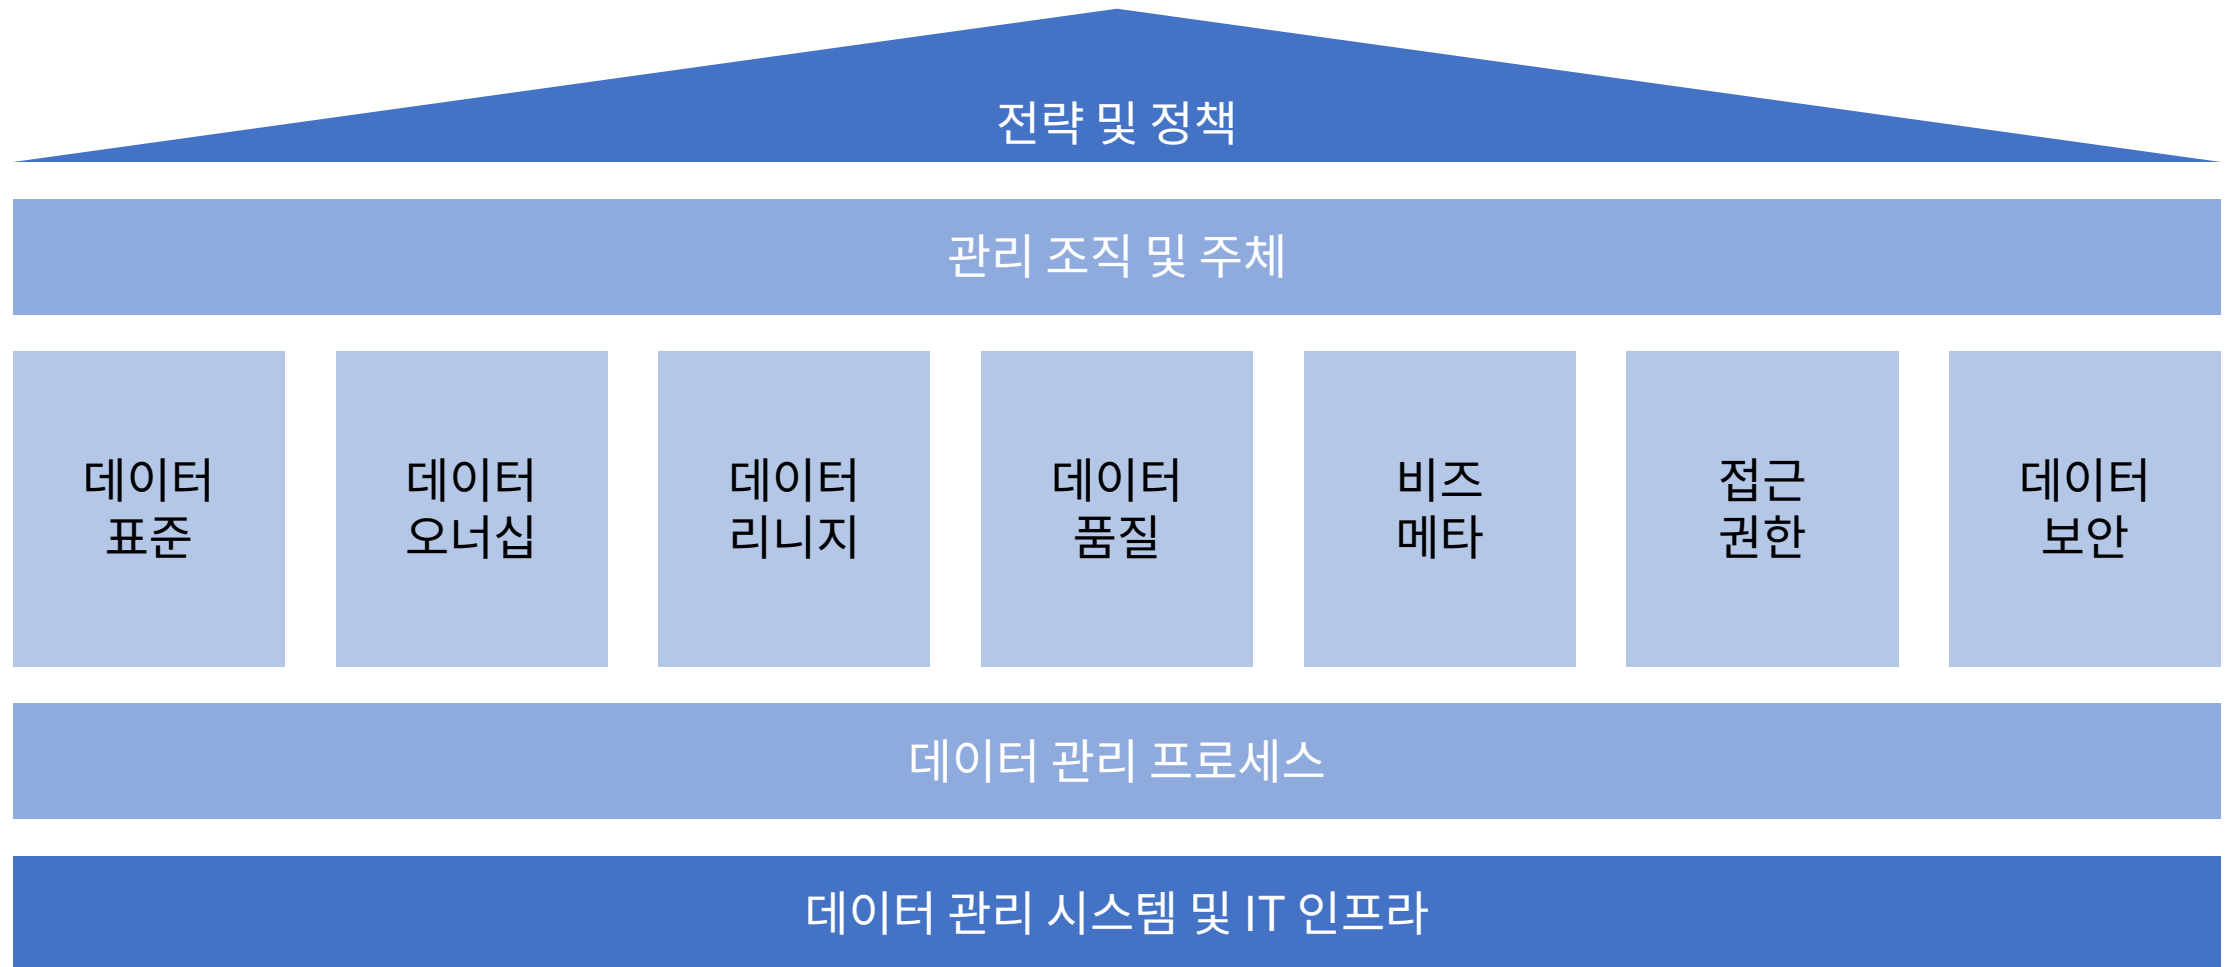 전략 및 정책
관리 조직 및 주체
데이터
표준
데이터
오너십
데이터
리니지
데이터
품질
비즈
메타
접근
권한
데이터
보안
데이터 관리 프로세스
데이터 관리 시스템 및 IT 인프라